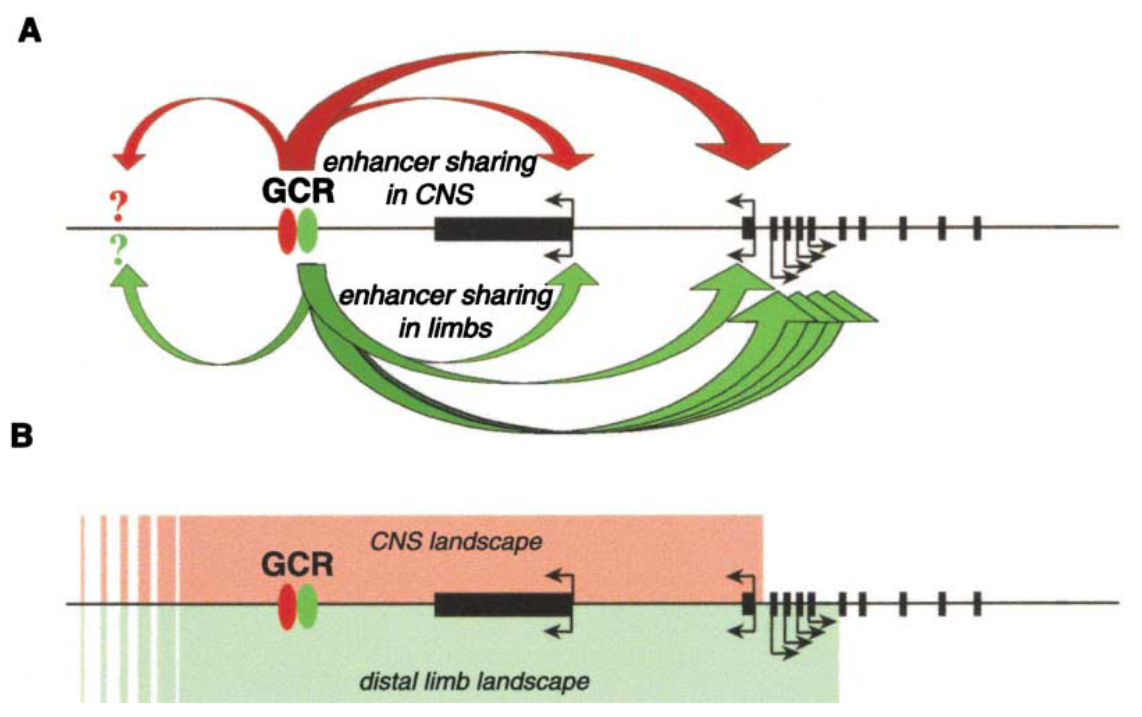 A
enhancer sharing
in CNS
GCR
?
?
enhancer sharing
in limbs
B
CNS landscape
GCR
distal limb landscape